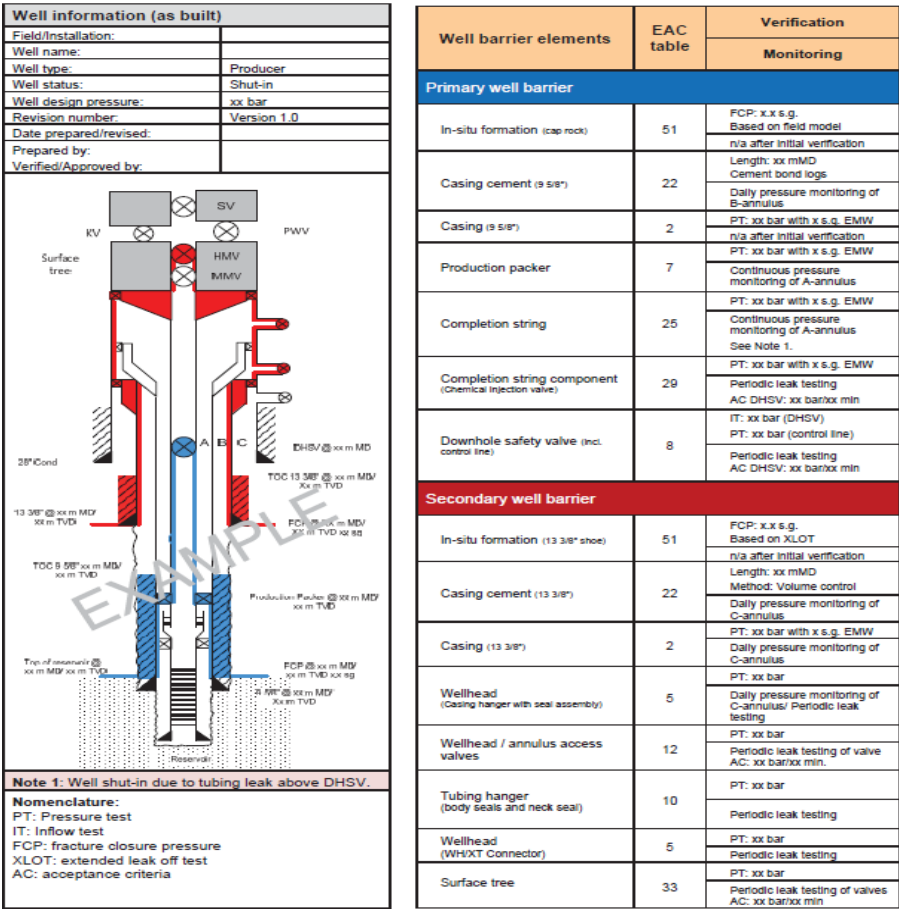 Well information (as built)
Field/Installation:
Well name:
Well type: Producer
Well status: Shut-in
Well design pressure: xx bar
Revision number: Version 1.0
Date prepared/revised:
Prepared by:
Verified/Approved by:
SV
KV
PWV
Surface
tree
HMV
MMV
A B C
DHSV @ xx m MD
TOC 13 3/8" @ xx m MD/
Xx m TVD
13 3/8" @ xx m MD/
xx m TVD
FCP @ xx m MD/
xx m TVD xx sg
TOC 9 5/8" xx m MD/
xx m TVD
EXAMPLE
Production Packer @ xx m MD/
xx m TVD
Top of reservoir @
xx m MD/ xx m TVD
FCP @ xx m MD/
xx m TVD x,x sg
@ xx m MD/
Xx m TVD
Reservoir
Note 1: Well shut-in due to tubing leak above DHSV.
Nomenclature:
PT: Pressure test
IT: Inflow test
FCP: fracture closure pressure
XLOT: extended leak off test
AC: acceptance criteria
Well barrier elements
EAC
table
Verification
Monitoring
Primary well barrier
In-situ formation (cap rock)
51
FCP: x.x s.g.
Based on field model
n/a after initial verification
Casing cement (9 5/8")
22
Length: xx mMD
Cement bond logs
Daily pressure monitoring of
B-annulus
Casing (9 5/8")
2
PT: xx bar with x s.g. EMW
n/a after initial verification
Production packer
7
PT: xx bar with x s.g. EMW
Continuous pressure
monitoring of A-annulus
Completion string
25
PT: xx bar with x s.g. EMW
Continuous pressure
monitoring of A-annulus
See Note 1.
Completion string component
(Chemical injection valve)
29
PT: xx bar with x s.g. EMW
Periodic leak testing
AC DHSV: xx bar/xx min
Downhole safety valve (incl.
control line)
8
IT: xx bar (DHSV)
PT: xx bar (control line)
Periodic leak testing
AC DHSV: xx bar/xx min
Secondary well barrier
In-situ formation (13 3/8" shoe)
51
FCP: x.x s.g.
Based on XLOT
n/a after initial verification
Casing cement (13 3/8")
22
Length: xx mMD
Method: Volume control
Daily pressure monitoring of
C-annulus
Casing (13 3/8")
2
PT: xx bar with x s.g. EMW
Daily pressure monitoring of
C-annulus
Wellhead
(Casing hanger with seal assembly)
5
PT: xx bar
Daily pressure monitoring of
C-annulus/ Periodic leak
testing
Wellhead / annulus access
valves
12
PT: xx bar
Periodic leak testing of valve
AC: xx bar/xx min.
Tubing hanger
(body seals and neck seal)
10
PT: xx bar
Periodic leak testing
Wellhead
(WH/XT Connector)
5
PT: xx bar
Periodic leak testing
Surface tree
33
PT: xx bar
Periodic leak testing of valves
AC: xx bar/xx min